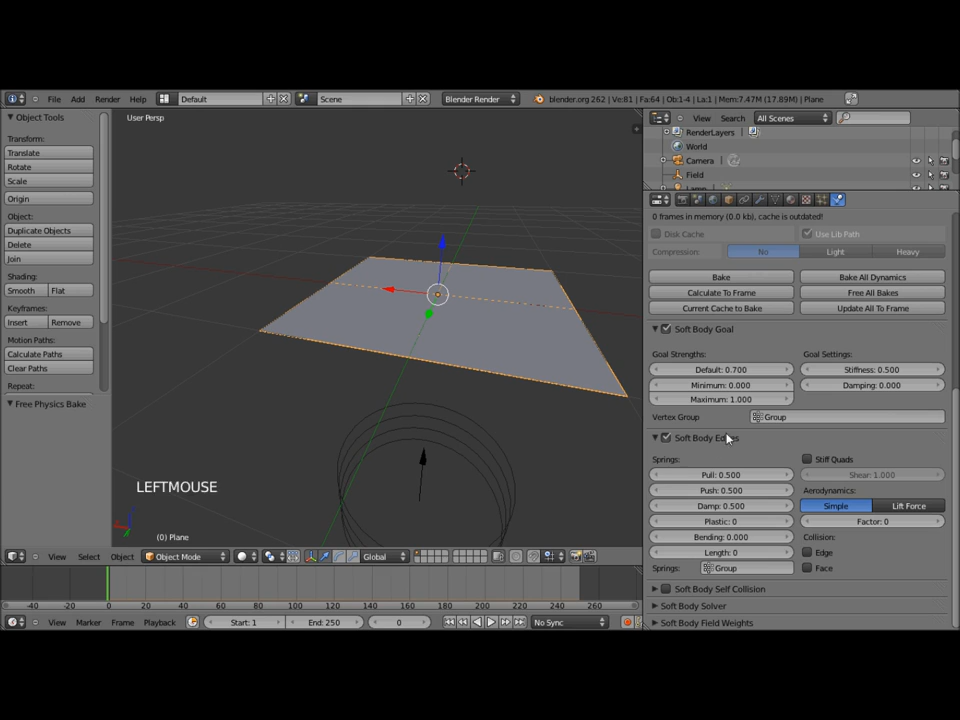 File Add Render Help Default Scene Blender Render blender.org 262 | Ve:81 | Fa:64 | Ob:1-4 | La:1 | Mem:7.47M (17.89M) | Plane
Object Tools
Transform:
Translate
Rotate
Scale
Origin
Object:
Duplicate Objects
Delete
Join
Shading:
Smooth Flat
Keyframes:
Insert Remove
Motion Paths:
Calculate Paths
Clear Paths
Repeat:
Free Physics Bake
User Persp
LEFTMOUSE
(0) Plane
View Select Object Object Mode Global
-40 -20 0 20 40 60 80 100 120 140 160 180 200 220 240 260
View Marker Frame Playback Start: 1 End: 250 0 No Sync
View Search All Scenes
RenderLayers
World
Camera
Field
Lamp
0 frames in memory (0.0 kb), cache is outdated!
Disk Cache Use Lib Path
Compression: No Light Heavy
Bake Bake All Dynamics
Calculate To Frame Free All Bakes
Current Cache to Bake Update All To Frame
Soft Body Goal
Goal Strengths: Goal Settings:
Default: 0.700 Stiffness: 0.500
Minimum: 0.000 Damping: 0.000
Maximum: 1.000
Vertex Group Group
Soft Body Edges
Springs: Stiff Quads
Pull: 0.500 Shear: 1.000
Push: 0.500 Aerodynamics:
Damp: 0.500 Simple Lift Force
Plastic: 0 Factor: 0
Bending: 0.000 Collision:
Length: 0 Edge
Springs: Group Face
Soft Body Self Collision
Soft Body Solver
Soft Body Field Weights